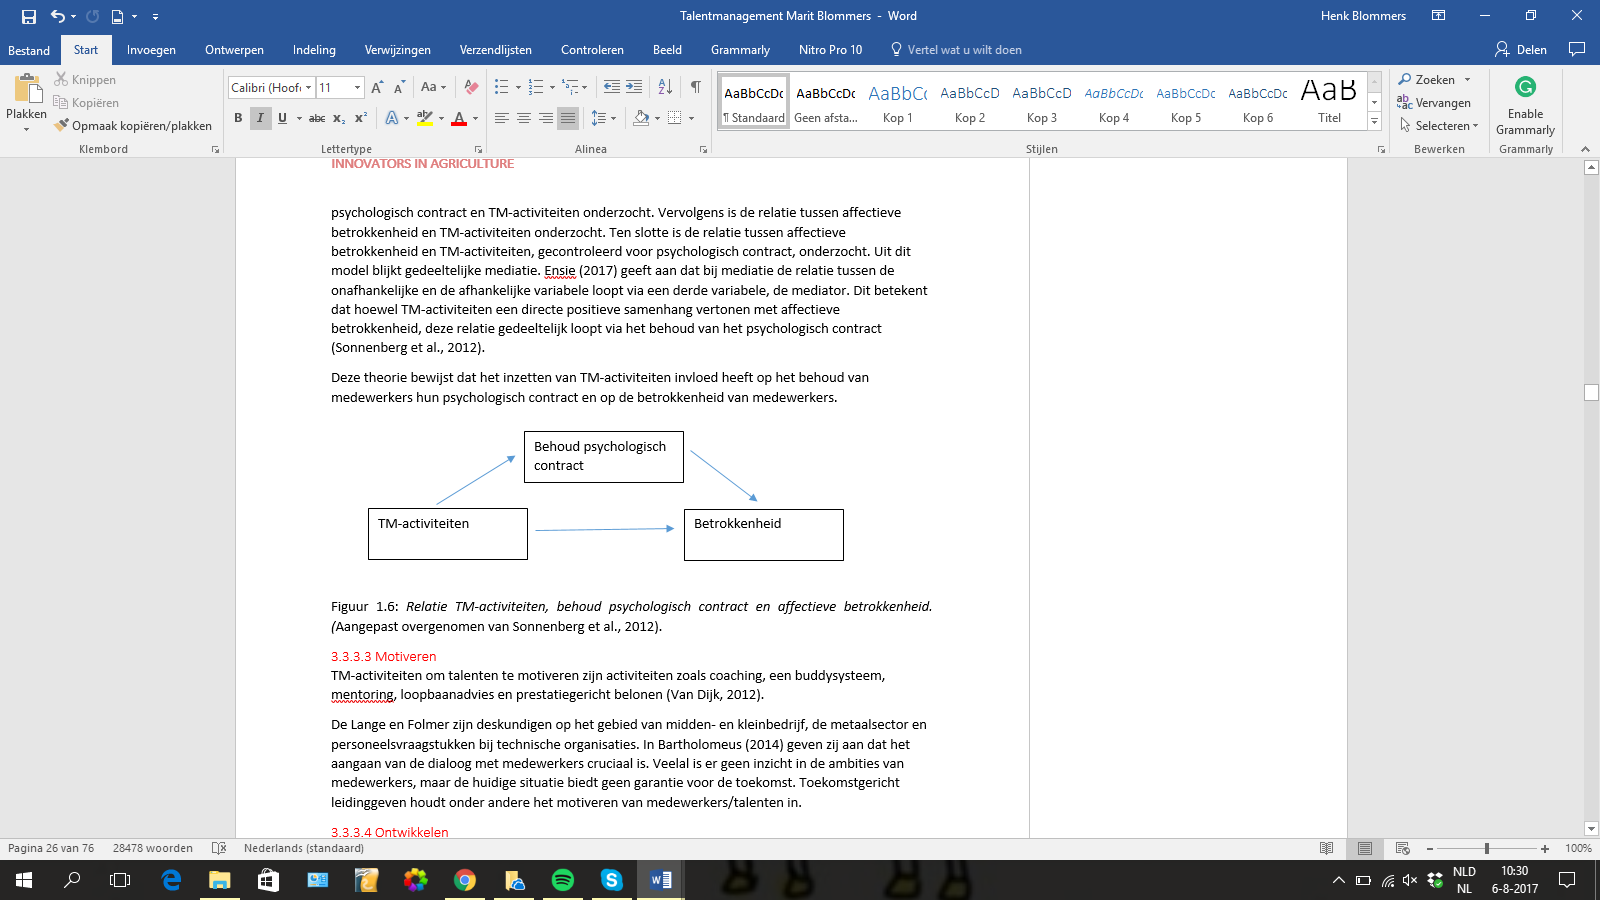 Talentmanagement Marit Blommers - Word
Henk Blommers
Bestand Start Invoegen Ontwerpen Indeling Verwijzingen Verzendlijsten Controleren Beeld Grammarly Nitro Pro 10 Vertel wat u wilt doen Delen
Plakken
Knippen
Kopiëren
Opmaak kopiëren/plakken
Klembord
Calibri (Hoof 11
Lettertype
Alinea
AaBbCcDc AaBbCcDc AaBbCc AaBbCcD AaBbCcD AaBbCcDc AaBbCcDc AaBbCcDc AaB
¶ Standaard Geen afsta... Kop 1 Kop 2 Kop 3 Kop 4 Kop 5 Kop 6 Titel
Stijlen
Zoeken
Vervangen
Selecteren
Bewerken
Enable
Grammarly
Grammarly
INNOVATORS IN AGRICULTURE
psychologisch contract en TM-activiteiten onderzocht. Vervolgens is de relatie tussen affectieve
betrokkenheid en TM-activiteiten onderzocht. Ten slotte is de relatie tussen affectieve
betrokkenheid en TM-activiteiten, gecontroleerd voor psychologisch contract, onderzocht. Uit dit
model blijkt gedeeltelijke mediatie. Ensie (2017) geeft aan dat bij mediatie de relatie tussen de
onafhankelijke en de afhankelijke variabele loopt via een derde variabele, de mediator. Dit betekent
dat hoewel TM-activiteiten een directe positieve samenhang vertonen met affectieve
betrokkenheid, deze relatie gedeeltelijk loopt via het behoud van het psychologisch contract
(Sonnenberg et al., 2012).
Deze theorie bewijst dat het inzetten van TM-activiteiten invloed heeft op het behoud van
medewerkers hun psychologisch contract en op de betrokkenheid van medewerkers.
Behoud psychologisch
contract
TM-activiteiten
Betrokkenheid
Figuur 1.6: Relatie TM-activiteiten, behoud psychologisch contract en affectieve betrokkenheid.
(Aangepast overgenomen van Sonnenberg et al., 2012).
3.3.3.3 Motiveren
TM-activiteiten om talenten te motiveren zijn activiteiten zoals coaching, een buddysysteem,
mentoring, loopbaanadvies en prestatiegericht belonen (Van Dijk, 2012).
De Lange en Folmer zijn deskundigen op het gebied van midden- en kleinbedrijf, de metaalsector en
personeelsvraagstukken bij technische organisaties. In Bartholomeus (2014) geven zij aan dat het
aangaan van de dialoog met medewerkers cruciaal is. Veelal is er geen inzicht in de ambities van
medewerkers, maar de huidige situatie biedt geen garantie voor de toekomst. Toekomstgericht
leidinggeven houdt onder andere het motiveren van medewerkers/talenten in.
3.3.3.4 Ontwikkelen
Pagina 26 van 76 28478 woorden Nederlands (standaard) 100%
NLD
NL
10:30
6-8-2017